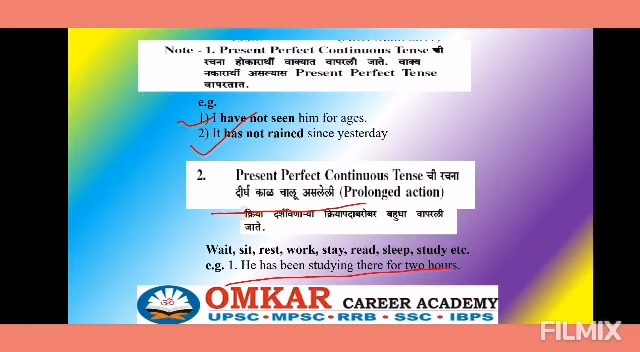 Note - 1. Present Perfect Continuous Tense ची
रचना होकारार्थी वाक्यात वापरली जाते. वाक्य
नकारार्थी असल्यास Present Perfect Tense
वापरतात.
e.g.
1) I have not seen him for ages.
2) It has not rained since yesterday
2. Present Perfect Continuous Tense ची रचना
दीर्घ काळ चालू असलेली (Prolonged action)
क्रिया दर्शविणाऱ्या क्रियापदाबरोबर बहुधा वापरली
जाते.
Wait, sit, rest, work, stay, read, sleep, study etc.
e.g. 1. He has been studying there for two hours.
OMKAR CAREER ACADEMY
UPSC • MPSC • RRB • SSC • IBPS
FILMIX